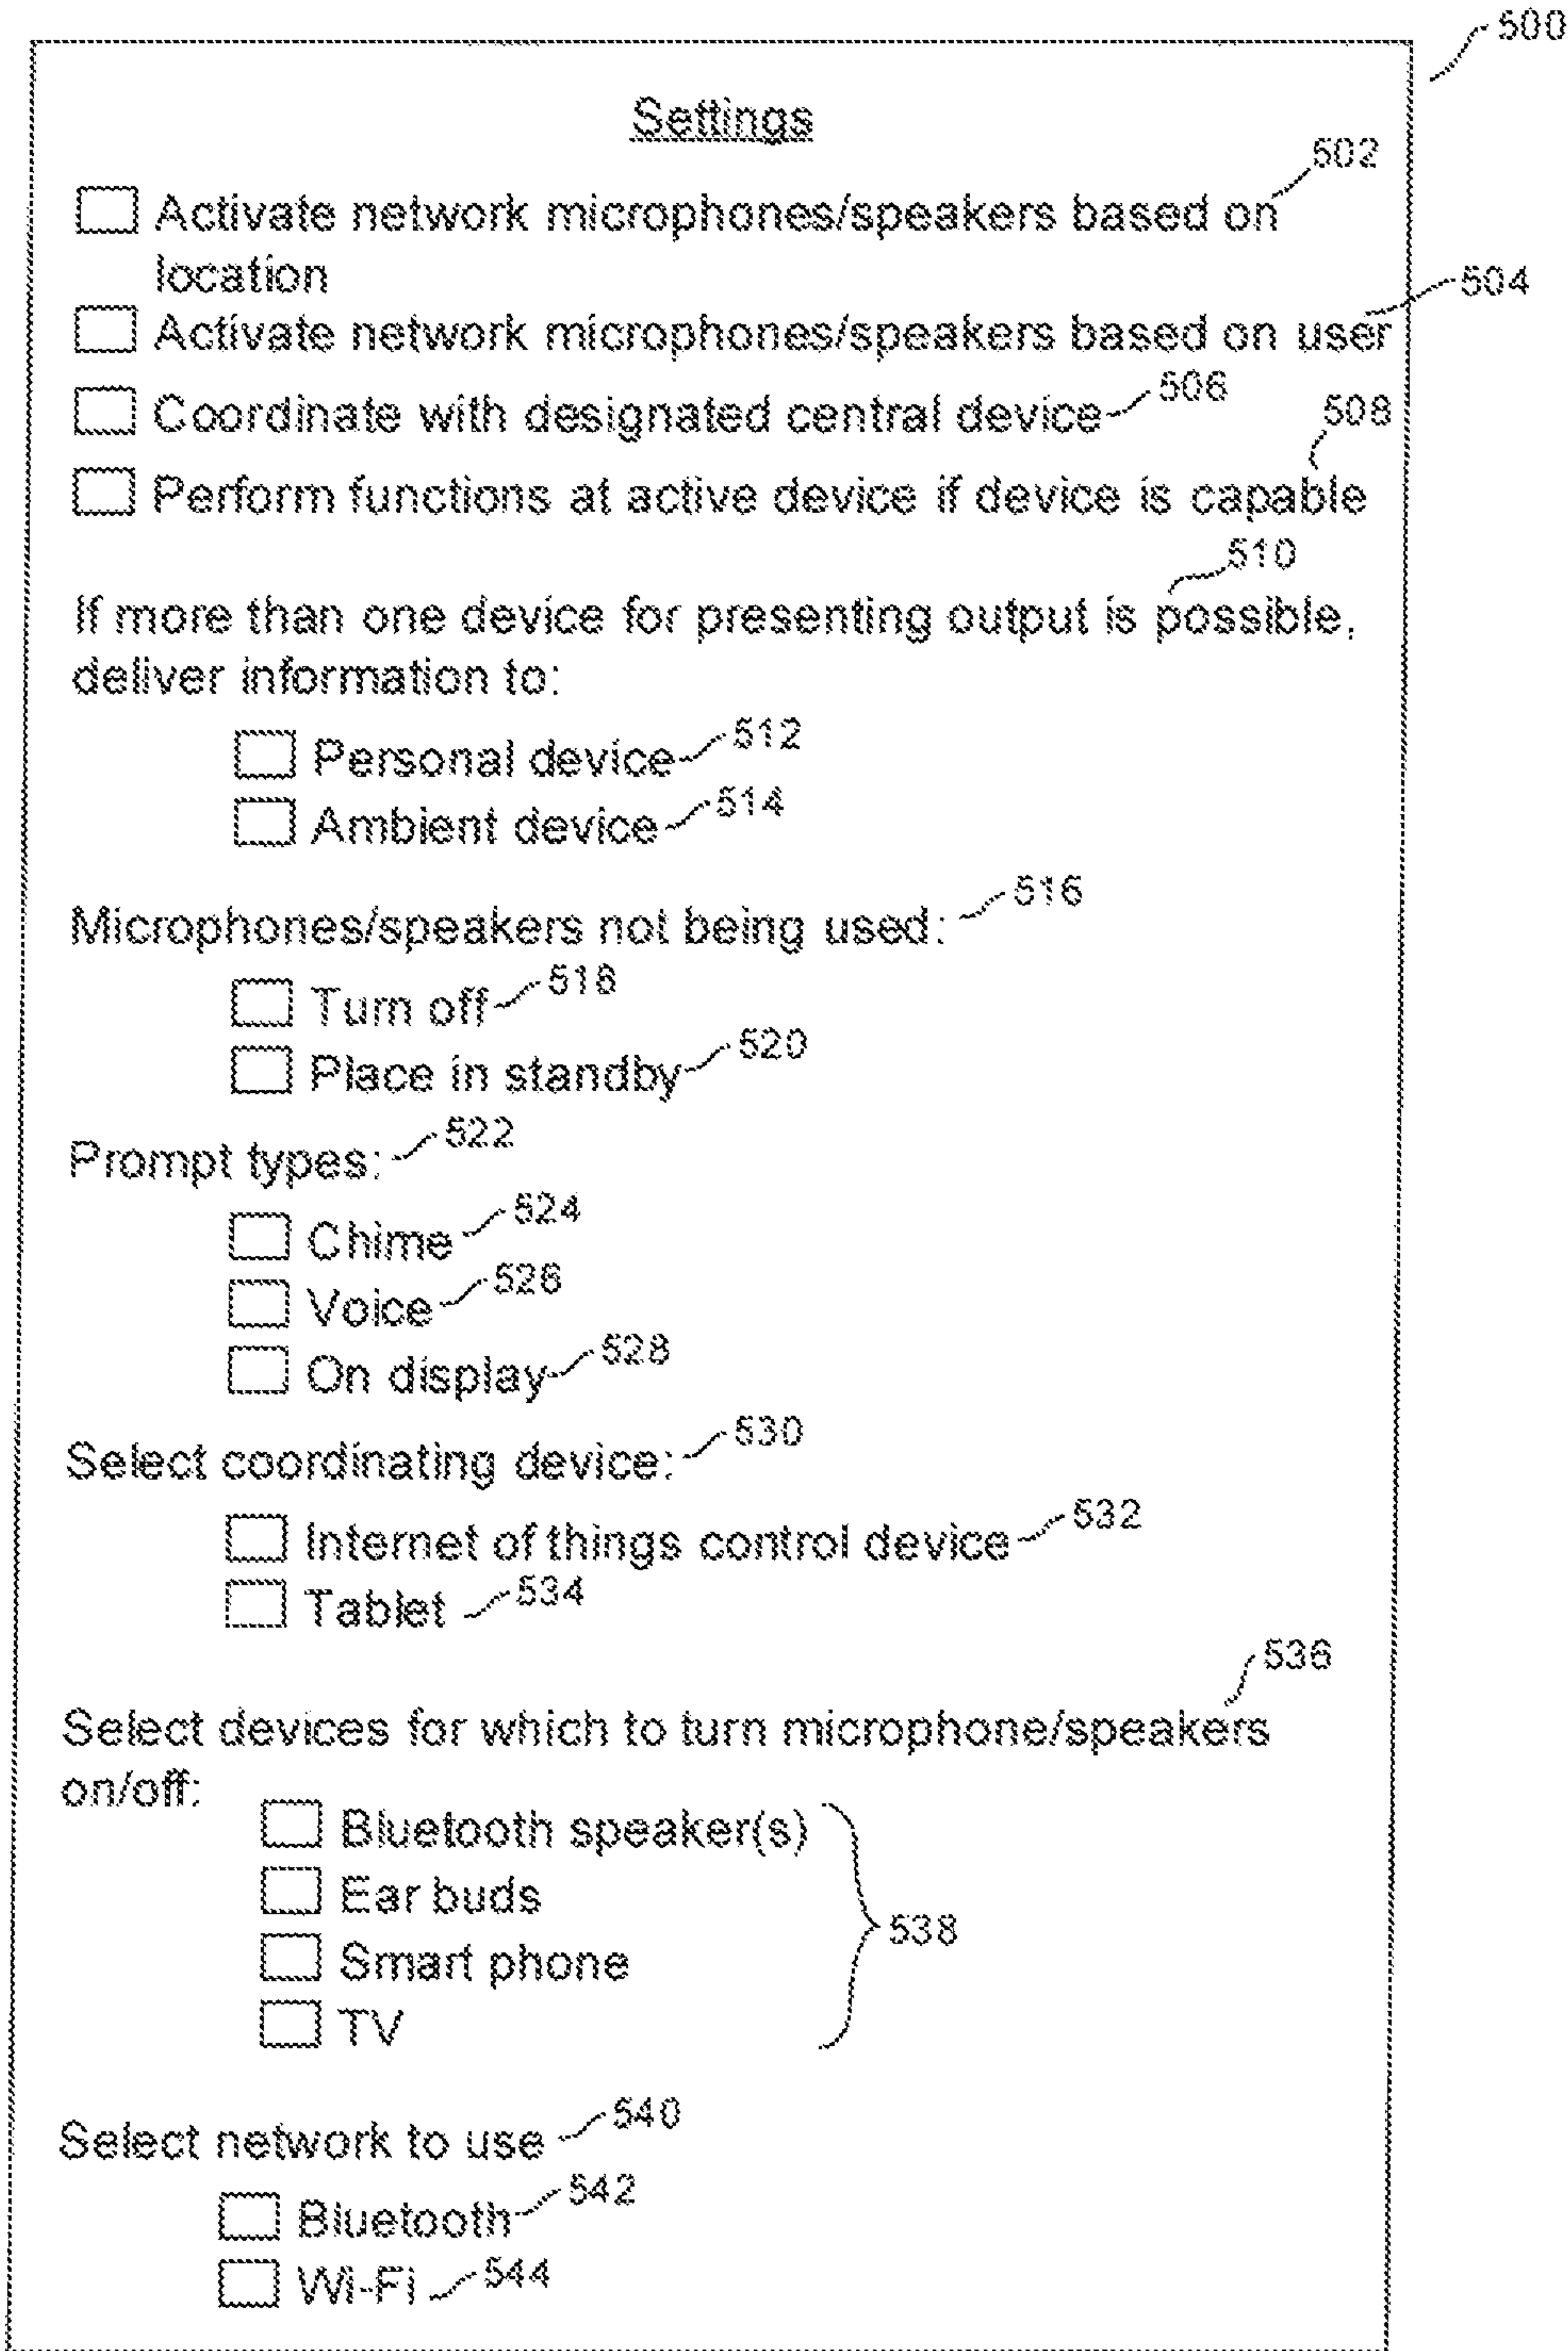 500
Settings
502
Activate network microphones/speakers based on
location
504
Activate network microphones/speakers based on user
Coordinate with designated central device 506
508
Perform functions at active device if device is capable
510
If more than one device for presenting output is possible,
deliver information to:
Personal device 512
Ambient device 514
Microphones/speakers not being used: 516
Turn off 518
Place in standby 520
Prompt types: 522
Chime 524
Voice 526
On display 528
Select coordinating device: 530
Internet of things control device 532
Tablet 534
536
Select devices for which to turn microphone/speakers
on/off:
Bluetooth speaker(s)
Ear buds
538
Smart phone
TV
Select network to use 540
Bluetooth 542
Wi-Fi 544